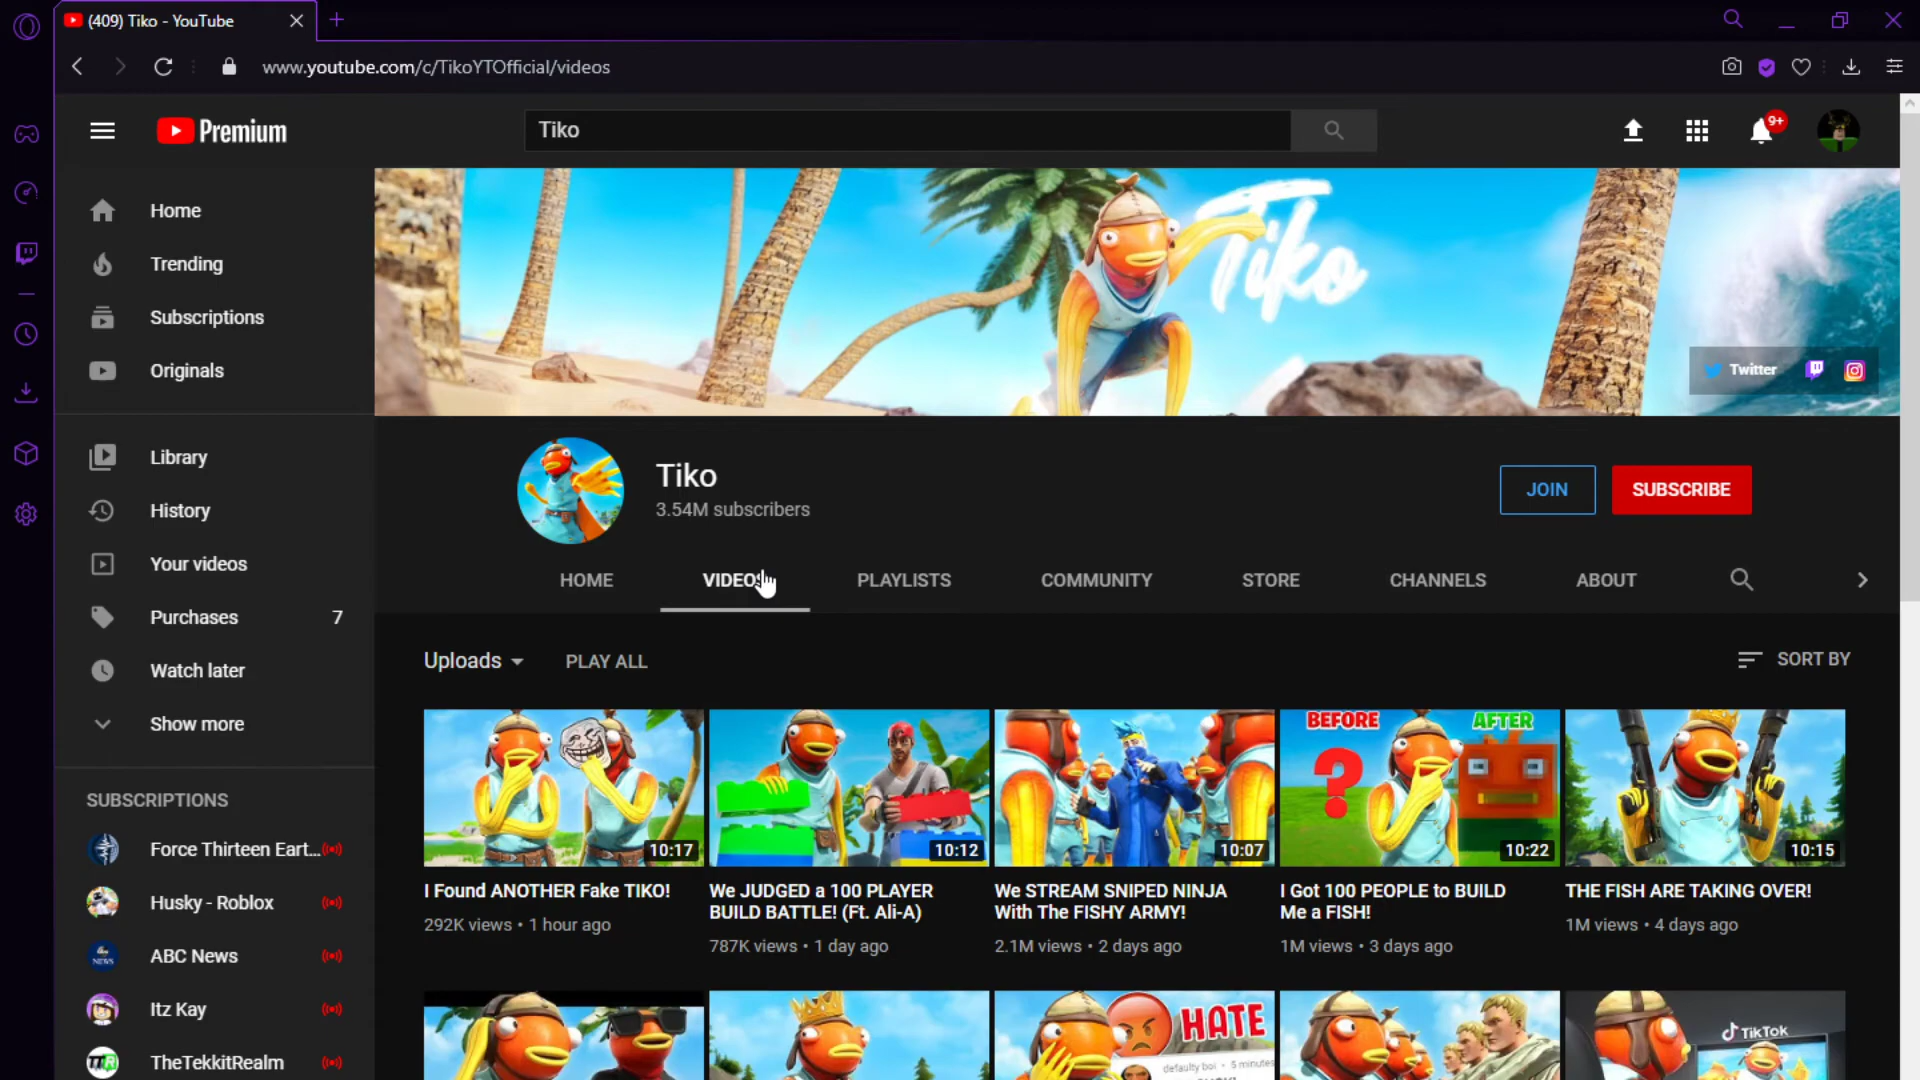 (409) Tiko - YouTube
www.youtube.com/c/TikoYTOfficial/videos
Premium
Tiko
9+
Home
Trending
Subscriptions
Originals
Library
History
Your videos
Purchases 7
Watch later
Show more
SUBSCRIPTIONS
Force Thirteen Eart...
Husky - Roblox
ABC News
Itz Kay
TheTekkitRealm
Tiko
Twitter
Tiko
3.54M subscribers
JOIN
SUBSCRIBE
HOME VIDEOS PLAYLISTS COMMUNITY STORE CHANNELS ABOUT
Uploads PLAY ALL SORT BY
BEFORE AFTER
?
10:17 10:12 10:07 10:22 10:15
I Found ANOTHER Fake TIKO!
292K views • 1 hour ago
We JUDGED a 100 PLAYER
BUILD BATTLE! (Ft. Ali-A)
787K views • 1 day ago
We STREAM SNIPED NINJA
With The FISHY ARMY!
2.1M views • 2 days ago
I Got 100 PEOPLE to BUILD
Me a FISH!
1M views • 3 days ago
THE FISH ARE TAKING OVER!
1M views • 4 days ago
HATE
defaulty boi • 5 minutes
TikTok